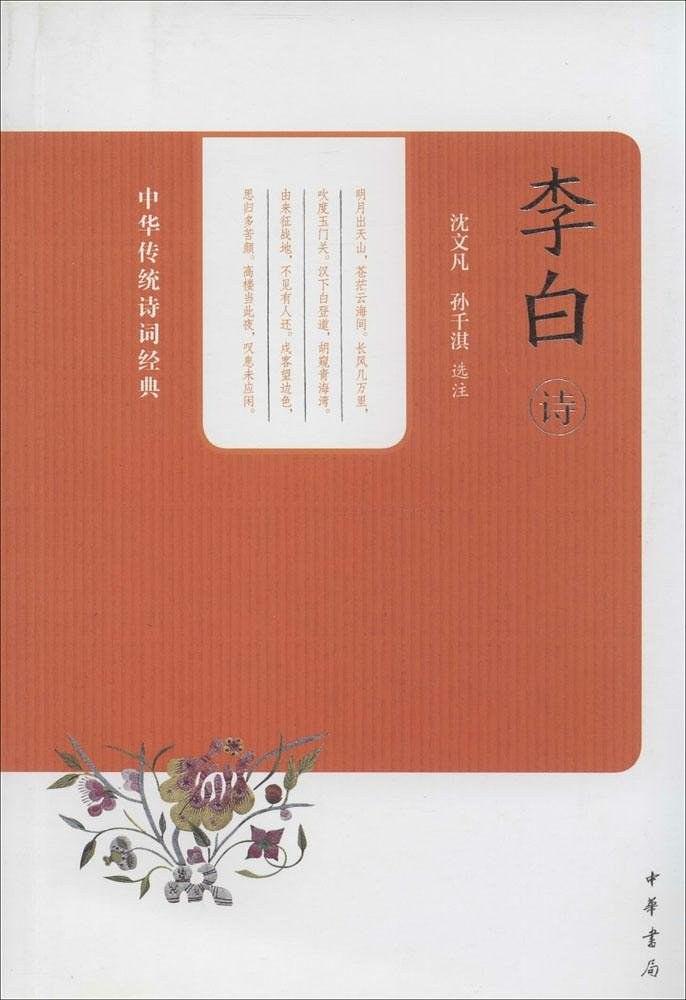 李白诗
沈文凡 孙千淇 选注
明月出天山，苍茫云海间。长风几万里，
吹度玉门关。汉下白登道，胡窥青海湾。
由来征战地，不见有人还。戍客望边色，
思归多苦颜。高楼当此夜，叹息未应闲。
中华传统诗词经典
中華書局